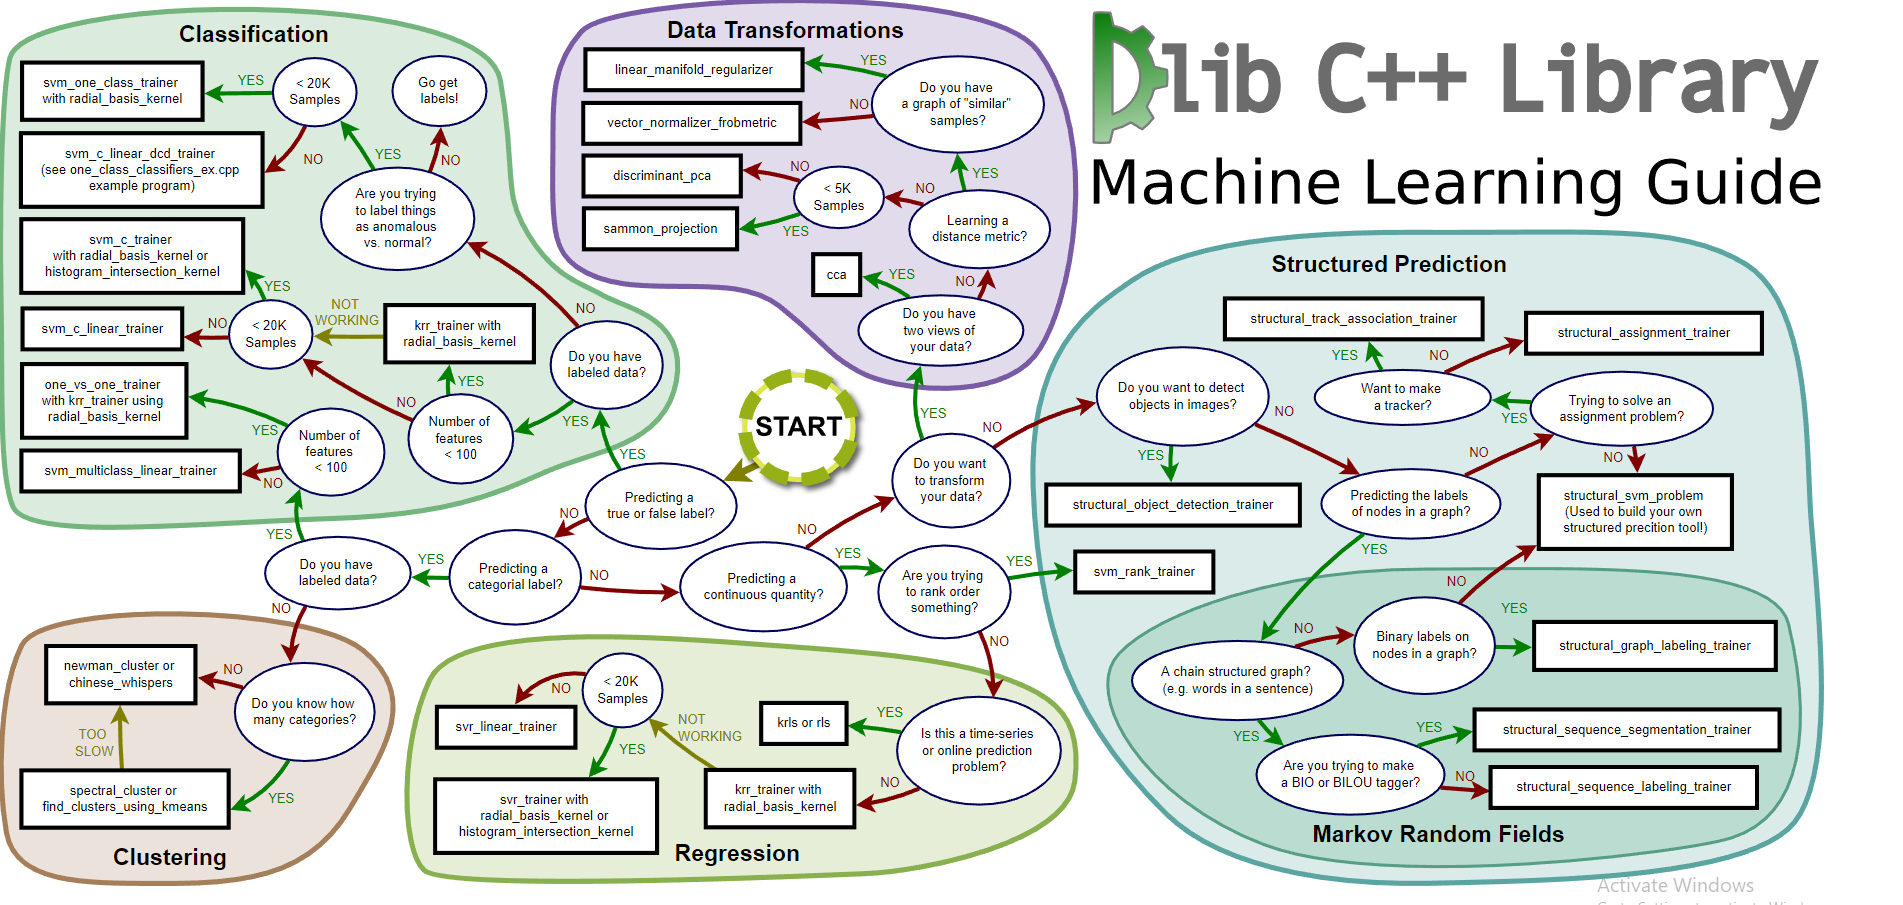 Dlib C++ Library
Machine Learning Guide
Classification
svm_one_class_trainer
with radial_basis_kernel
YES
< 20K
Samples
Go get
labels!
svm_c_linear_dcd_trainer
(see one_class_classifiers_ex.cpp
example program)
NO
YES
NO
Are you trying
to label things
as anomalous
vs. normal?
svm_c_trainer
with radial_basis_kernel or
histogram_intersection_kernel
YES
NOT
WORKING
NO
svm_c_linear_trainer
NO
< 20K
Samples
krr_trainer with
radial_basis_kernel
Do you have
labeled data?
one_vs_one_trainer
with krr_trainer using
radial_basis_kernel
YES
NO
YES
Number of
features
< 100
YES
Number of
features
< 100
svm_multiclass_linear_trainer
NO
YES
YES
Data Transformations
linear_manifold_regularizer
YES
Do you have
a graph of "similar"
samples?
NO
vector_normalizer_frobmetric
discriminant_pca
NO
YES
< 5K
Samples
NO
sammon_projection
YES
Learning a
distance metric?
cca
YES
NO
Do you have
two views of
your data?
START
YES
Predicting a
true or false label?
NO
Do you want
to transform
your data?
NO
NO
Do you have
labeled data?
YES
Predicting a
categorial label?
NO
Predicting a
continuous quantity?
YES
Are you trying
to rank order
something?
YES
NO
NO
Clustering
newman_cluster or
chinese_whispers
NO
Do you know how
many categories?
TOO
SLOW
spectral_cluster or
find_clusters_using_kmeans
YES
Regression
< 20K
Samples
NO
svr_linear_trainer
YES
NOT
WORKING
svr_trainer with
radial_basis_kernel or
histogram_intersection_kernel
krr_trainer with
radial_basis_kernel
krls or rls
YES
Is this a time-series
or online prediction
problem?
NO
Structured Prediction
structural_track_association_trainer
structural_assignment_trainer
YES
NO
Do you want to detect
objects in images?
Want to make
a tracker?
YES
Trying to solve an
assignment problem?
NO
YES
NO
NO
structural_object_detection_trainer
Predicting the labels
of nodes in a graph?
structural_svm_problem
(Used to build your own
structured precition tool!)
YES
svm_rank_trainer
NO
YES
NO
Binary labels on
nodes in a graph?
structural_graph_labeling_trainer
A chain structured graph?
(e.g. words in a sentence)
YES
YES
structural_sequence_segmentation_trainer
Are you trying to make
a BIO or BILOU tagger?
NO
structural_sequence_labeling_trainer
Markov Random Fields
Activate Windows